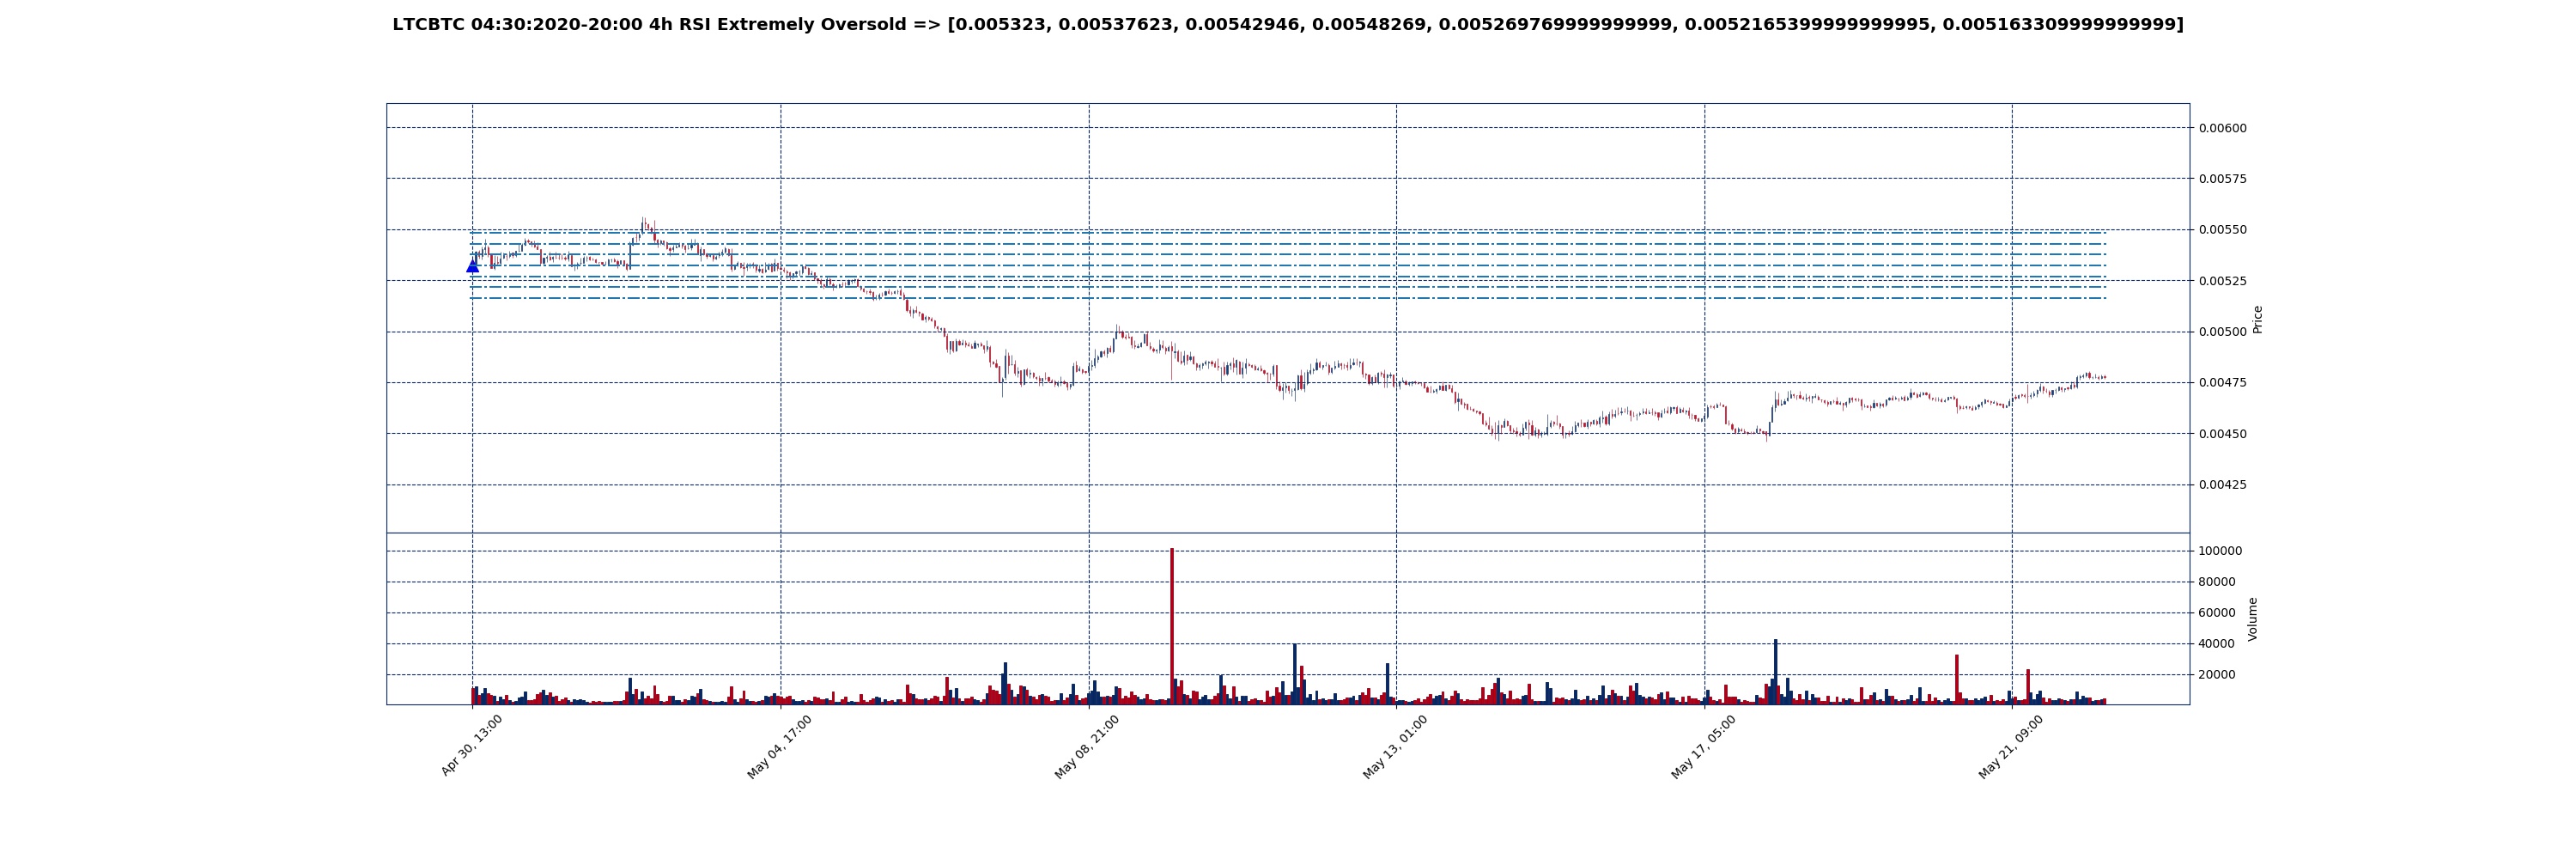 LTCBTC 04:30:2020-20:00 4h RSI Extremely Oversold => [0.005323, 0.00537623, 0.00542946, 0.00548269, 0.005269769999999999, 0.0052165399999999995, 0.005163309999999999]
0.00600
0.00575
0.00550
0.00525
0.00500
0.00475
0.00450
0.00425
Price
100000
80000
60000
40000
20000
Volume
Apr 30, 13:00
May 04, 17:00
May 08, 21:00
May 13, 01:00
May 17, 05:00
May 21, 09:00